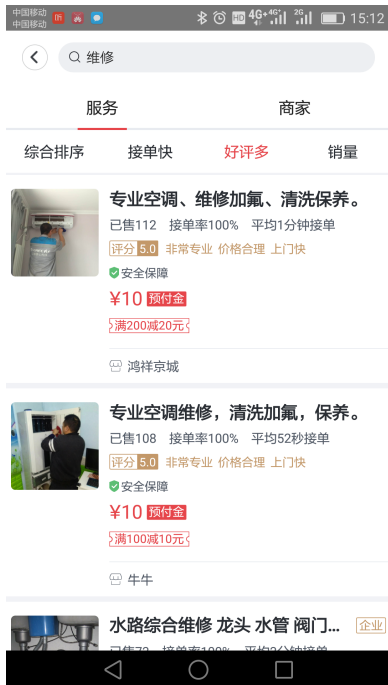 中国移动
中国移动
HD 4G+ 4G+ 2G 15:12
维修
服务 商家
综合排序 接单快 好评多 销量
专业空调、维修加氟、清洗保养。
已售112 接单率100% 平均1分钟接单
评分 5.0 非常专业 价格合理 上门快
安全保障
¥10 预付金
满200减20元
鸿祥京城
专业空调维修，清洗加氟，保养。
已售108 接单率100% 平均52秒接单
评分 5.0 非常专业 价格合理 上门快
安全保障
¥10 预付金
满100减10元
牛牛
水路综合维修 龙头 水管 阀门... 企业